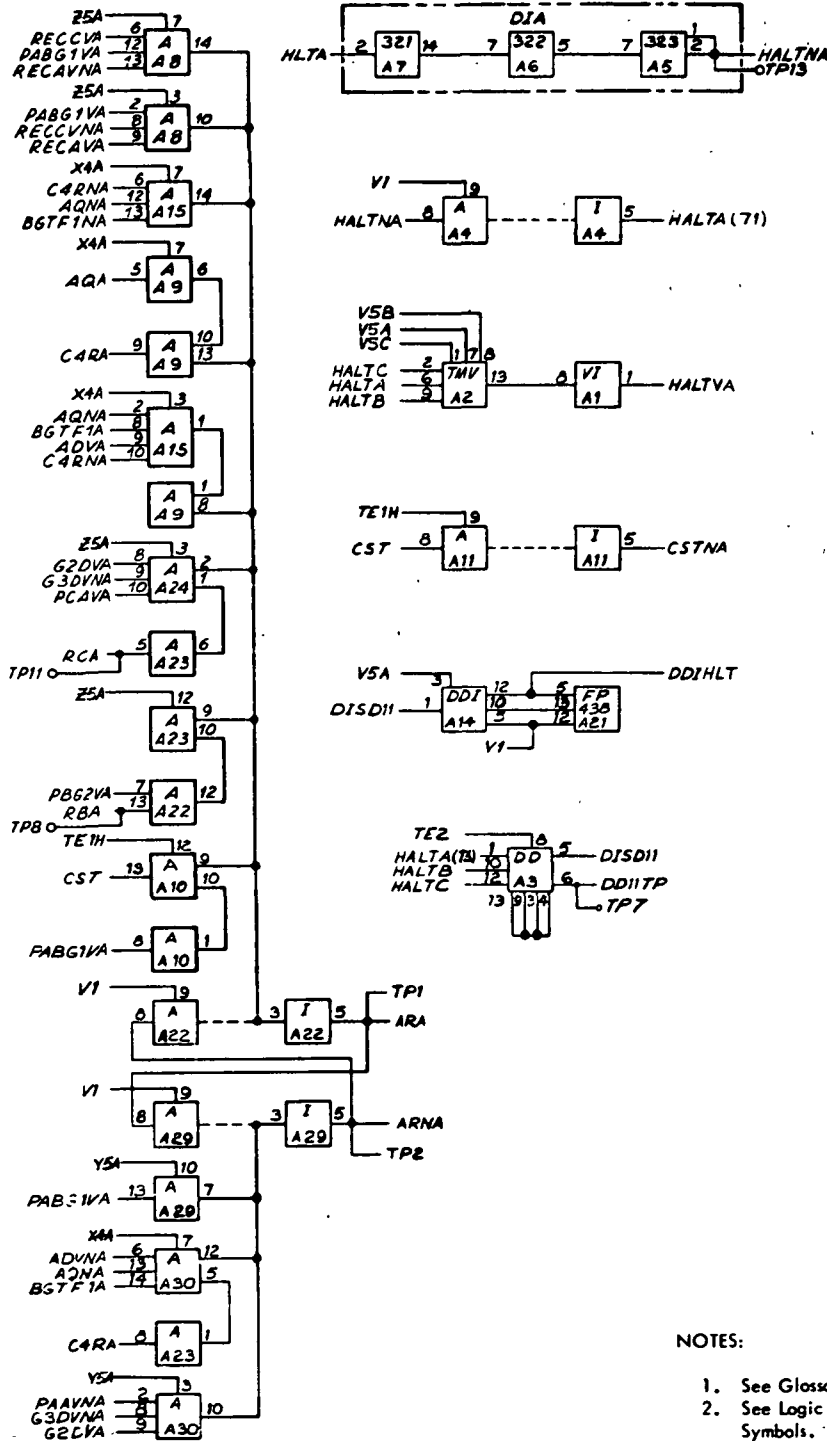 Z5A 7
RECCVA 6 A 14
PABG1VA 12
RECAVNA 13 A8
Z5A 3
PABG1VA 2 A 10
RECCVNA 8
RECAVA 9 A8
X4A 7
C4RNA 6 A 14
AQNA 12
BGTF1NA 13 A15
X4A 7
AQA 5 A 6
A9
C4RA 9 A 10
A9 13
X4A 3
AQNA 2 A 1
BGTF1A 8
ADVA 9 A15
C4RNA 10
A 1
A9 8
Z5A 3
G2DVA 8 A 2
G3DVNA 9 1
PCAVA 10 A24
TP11 RCA 5 A 6
A23
Z5A 12
A 9
A23 10
PBG2VA 7 A 12
TP8 RBA 13 A22
TE1H 12
CST 13 A 9
A10 10
PABG1VA 8 A 1
A10
V1 9
8 A A22 3 I A22 5 TP1
ARA
V1 9
8 A A29 3 I A29 5 ARNA
TP2
Y5A 10
13 A 7
A29
X4A 7
ADVNA 6 A 12
13 5
BGTF1A 14 A30
C4RA 8 A 1
A23
Y5A 3
PAAVNA 2 A 10
G3DVNA
9 A30
DIA
HLTA 2 321 A7 14 7 322 A6 5 7 323 A5 1 2 HALTNA
TP13
V1 9
HALTNA 8 A A4 I A4 5 HALTA(71)
V5B
V5A
V5C 1 7 8
HALTC 2 TMV 13 8 VI 1 HALTVA
HALTA 6
HALTB 9 A2 A1
TE1H 9
CST 8 A A11 I A11 5 CSTNA
V5A 3
DISD11 1 DDI A14 12 5 FP 438 A21 DDIHLT
10
12
V1
TE2 8
HALTA 1 DD 5 DISD11
HALTB
HALTC 12 A3 6 DD11TP
13 9 3 4 TP7
NOTES:
1. See
2. See Logic
Symbols.